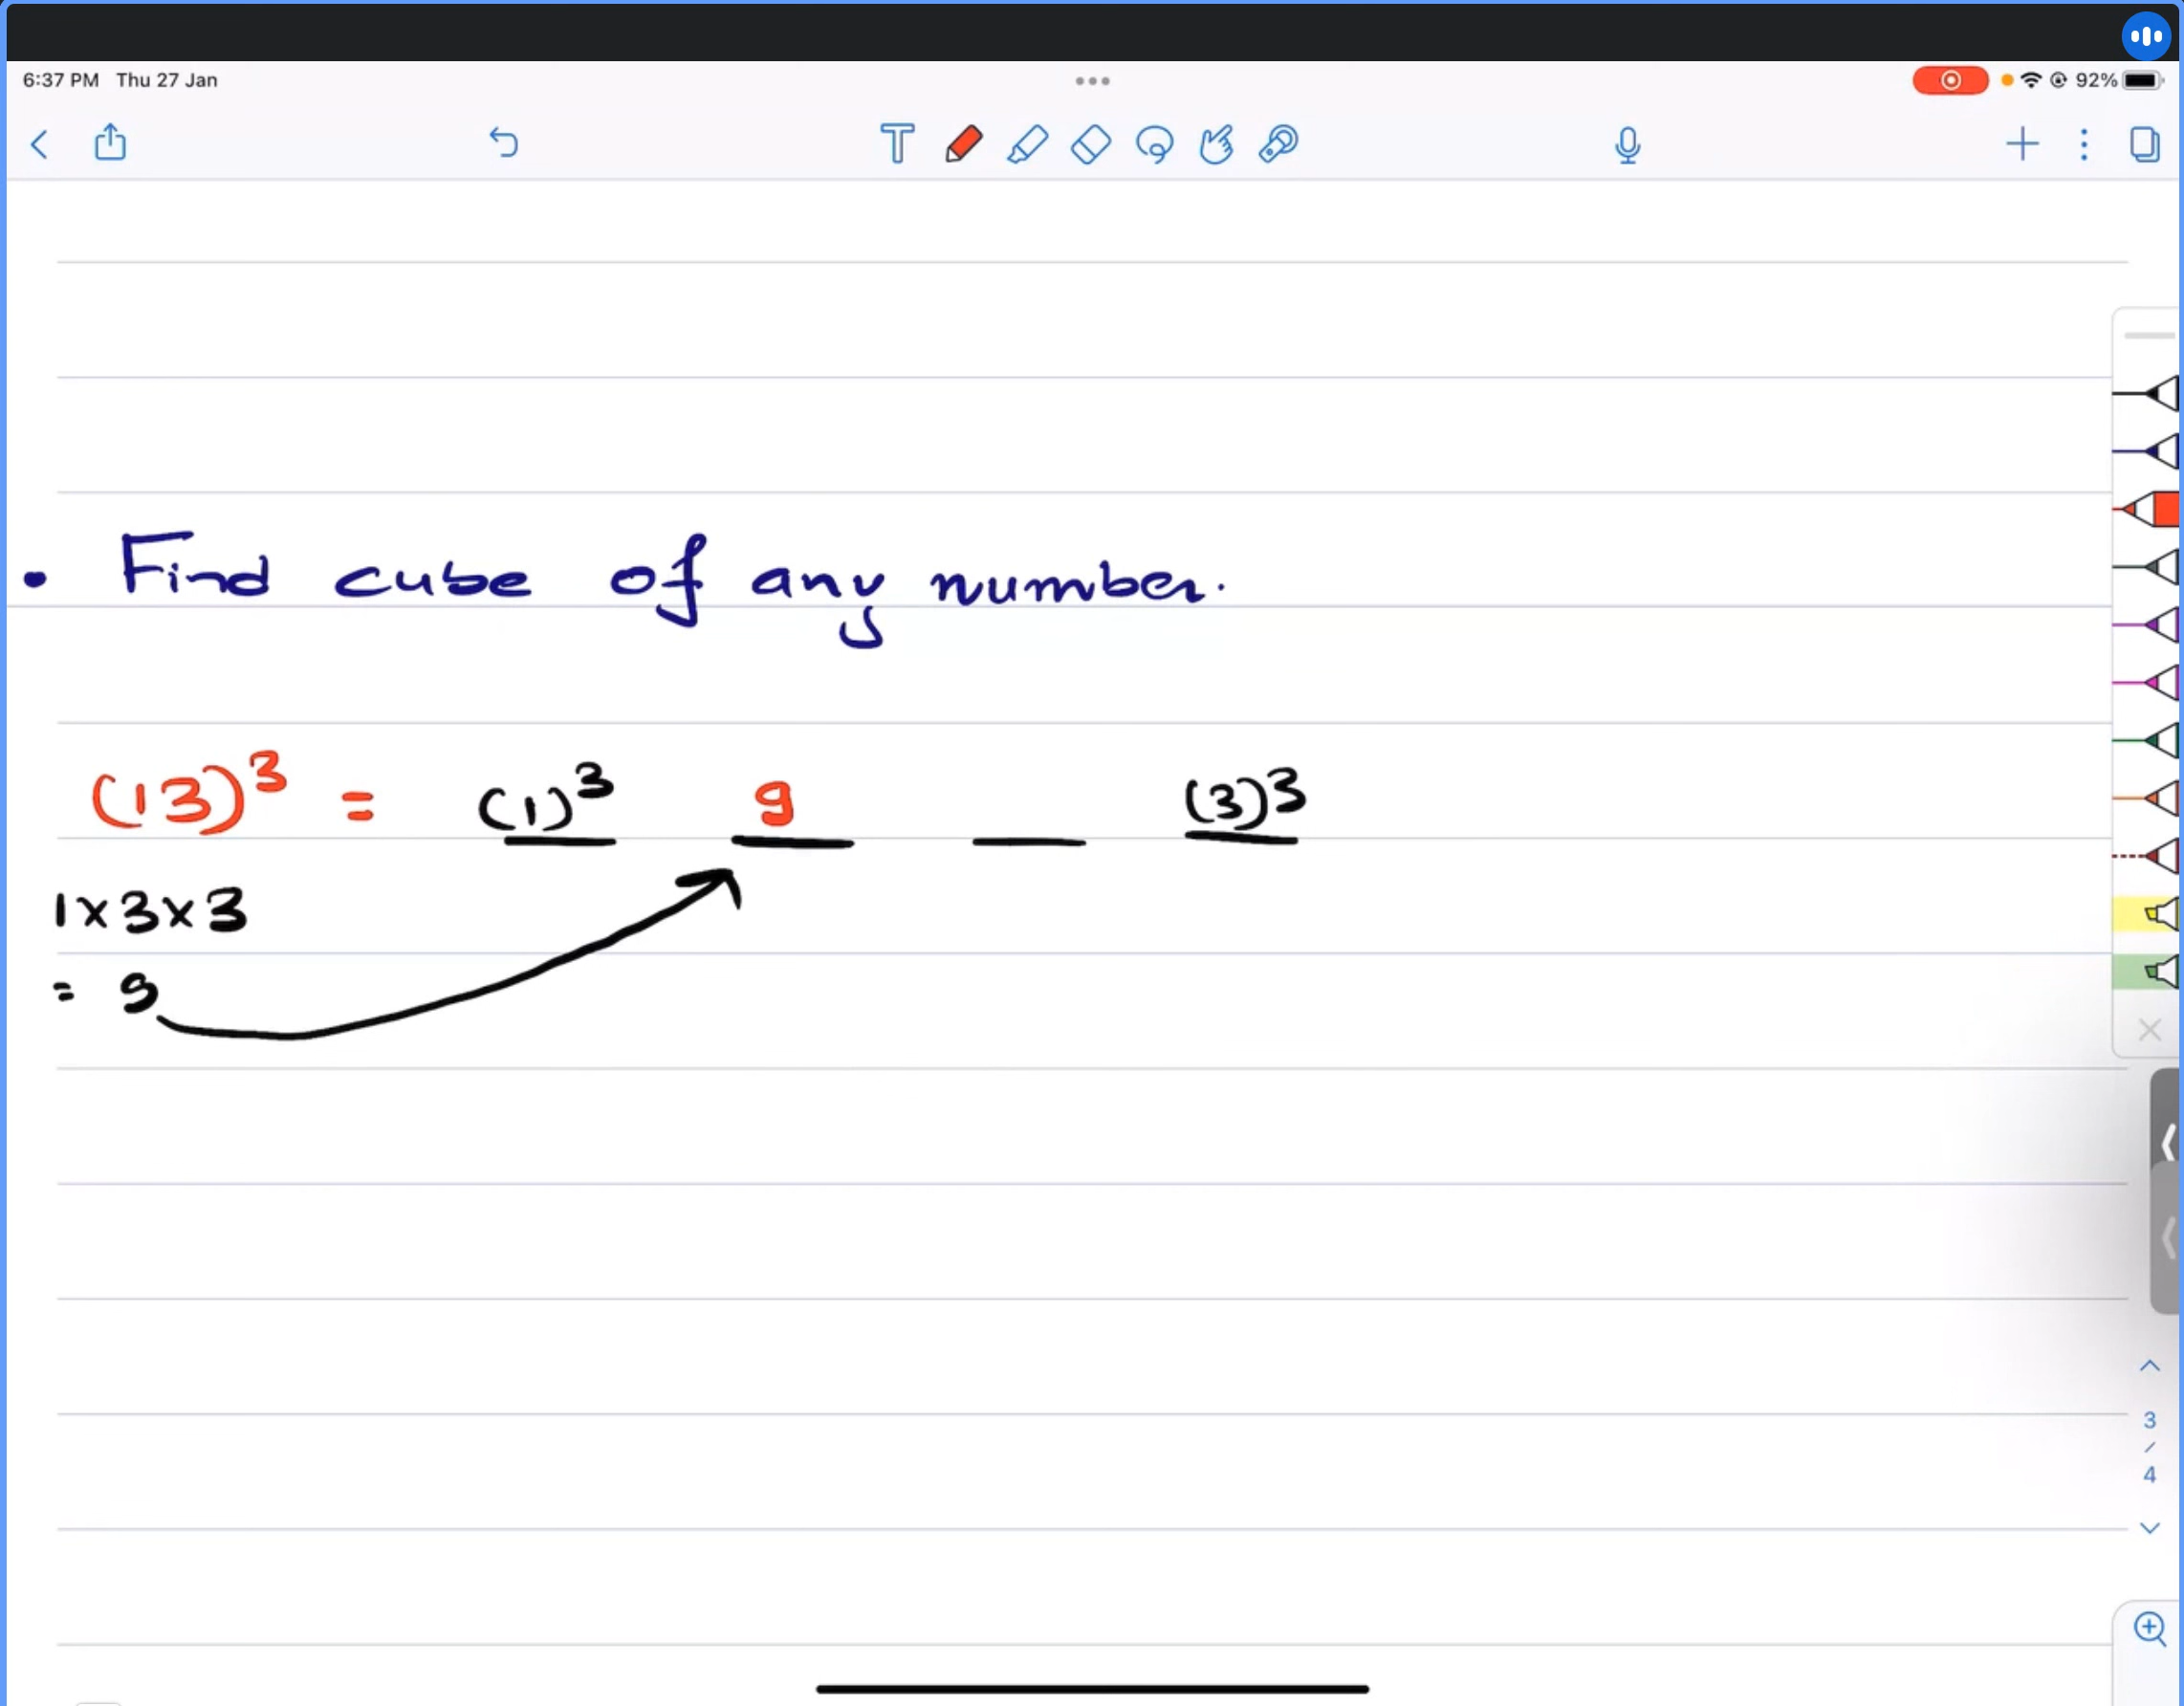 6:37 PM Thu 27 Jan
92%
T
• Find cube of any number.
(13)³ = (1)³ 9 __ (3)³
1×3×3
= 9
3
/
4